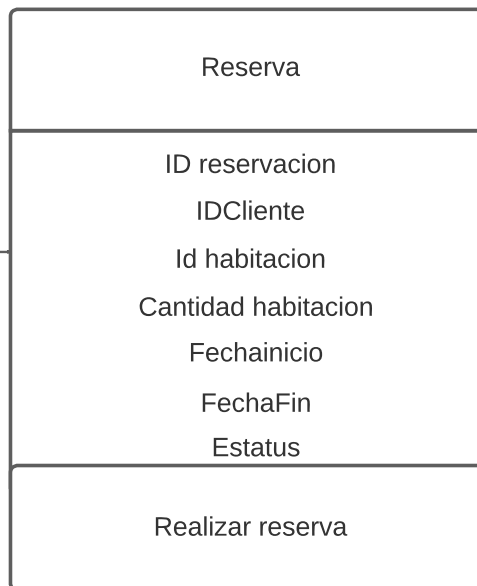 Reserva
ID reservacion
IDCliente
Id habitacion
Cantidad habitacion
Fechainicio
FechaFin
Estatus
Realizar reserva